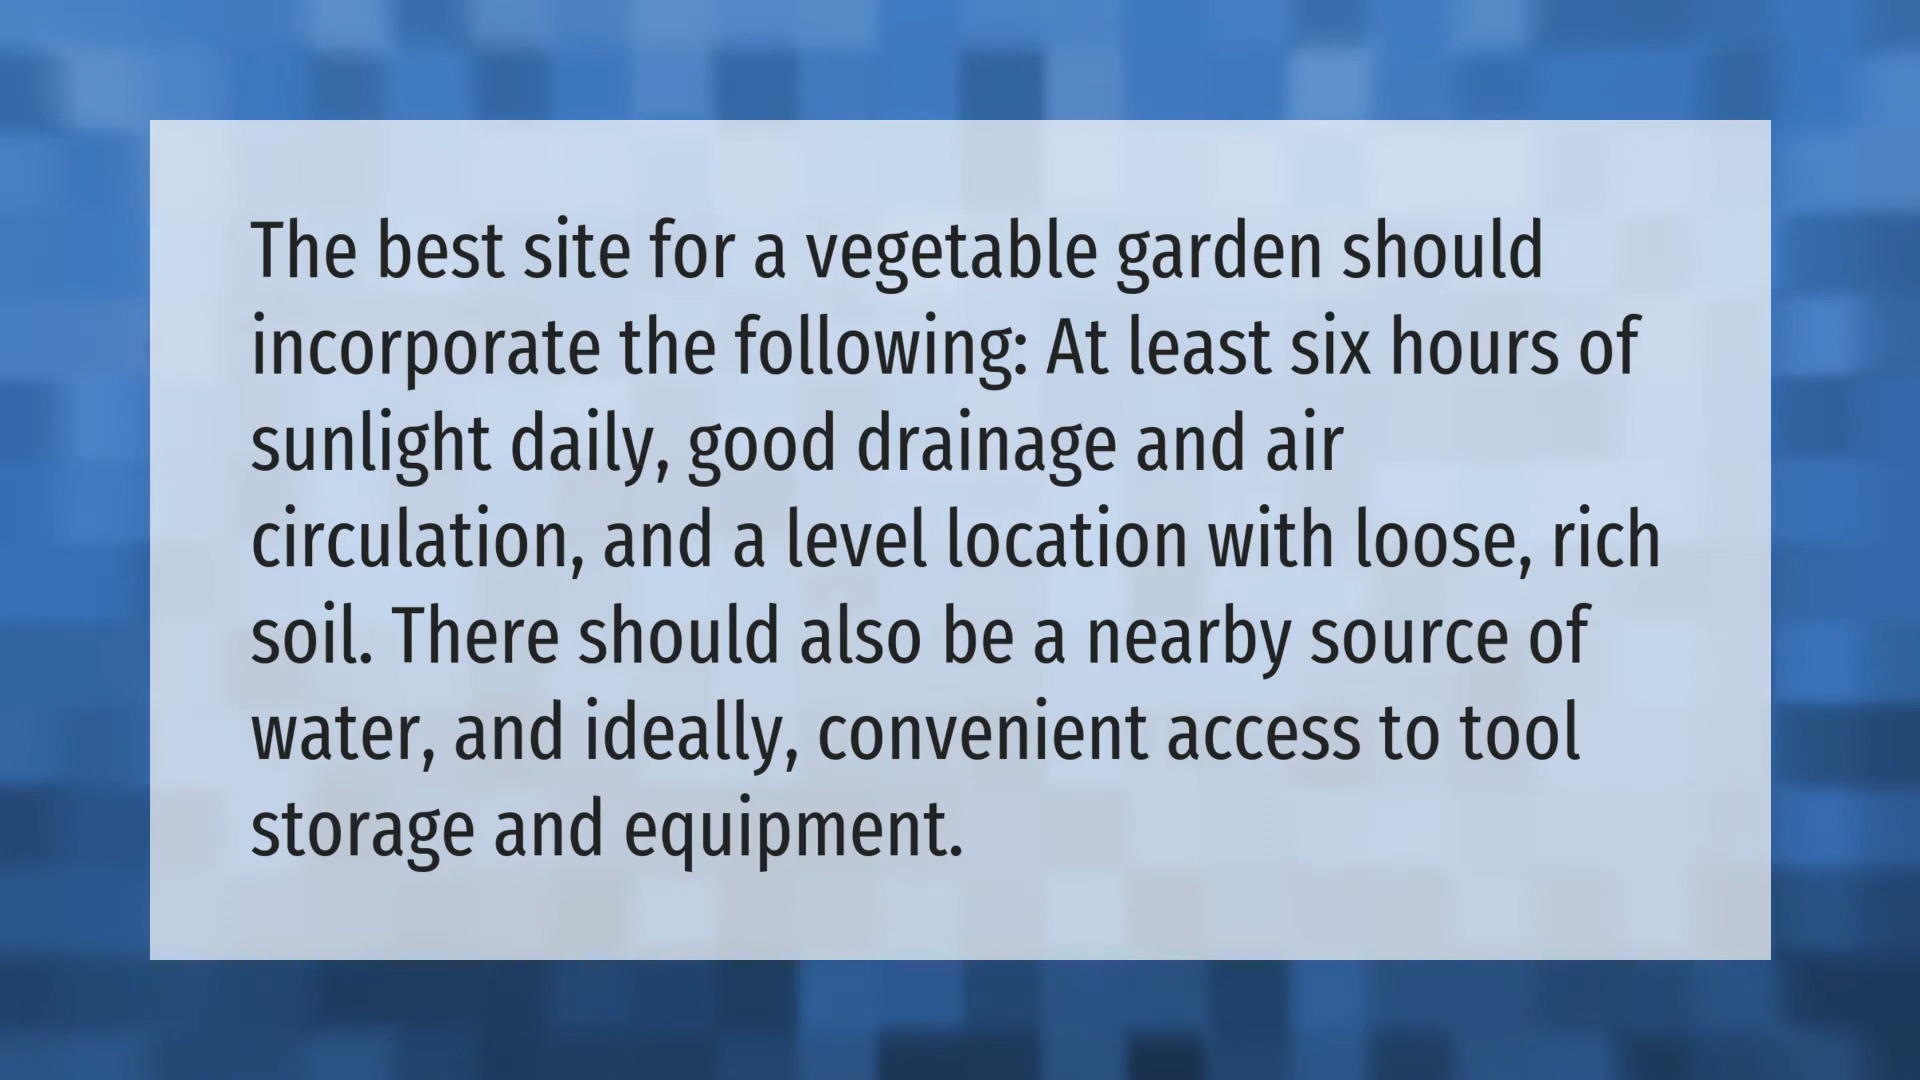 The best site for a vegetable garden should
incorporate the following: At least six hours of
sunlight daily, good drainage and air
circulation, and a level location with loose, rich
soil. There should also be a nearby source of
water, and ideally, convenient access to tool
storage and equipment.